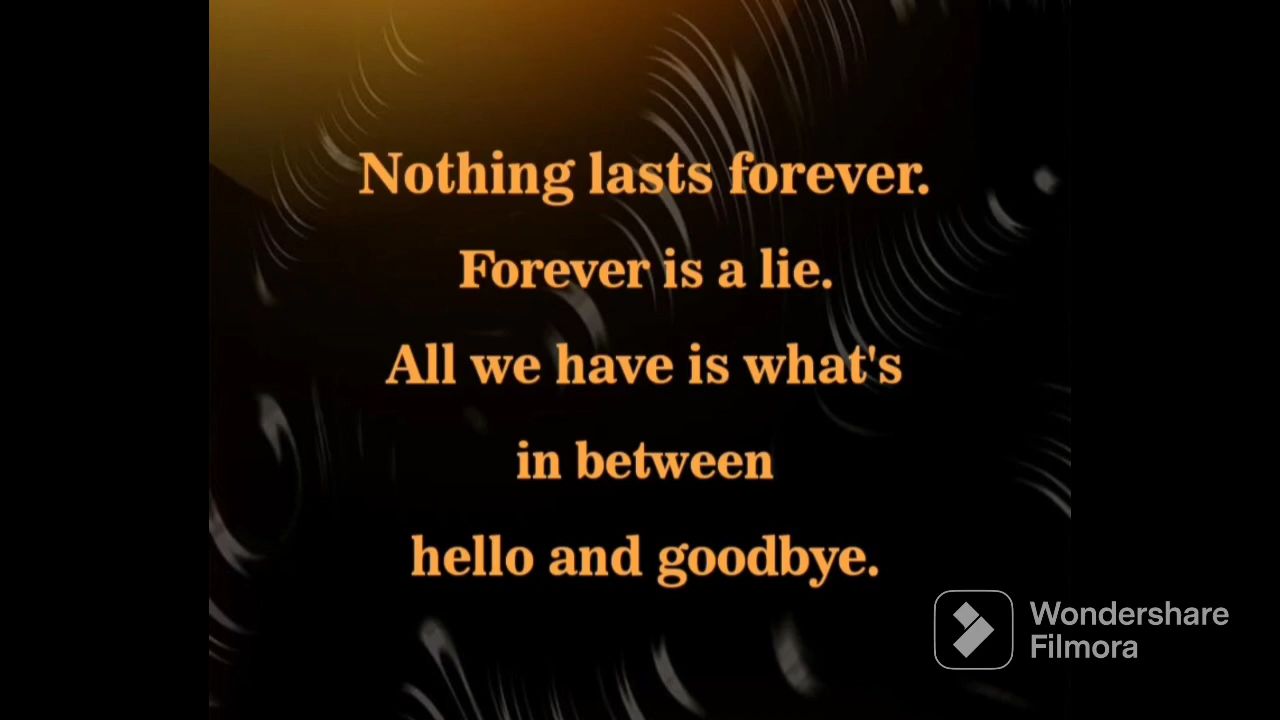 Nothing lasts forever.
Forever is a lie.
All we have is what's
in between
hello and goodbye.
Wondershare
Filmora